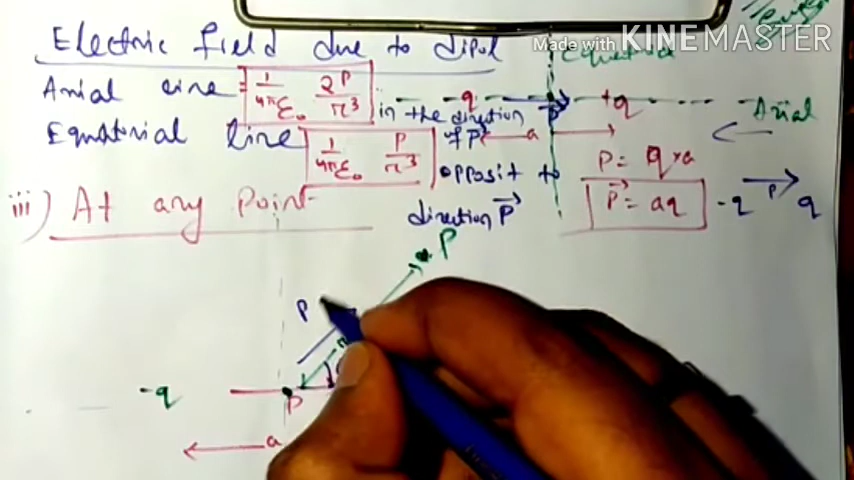 Made with KINEMASTER
Electric field due to dipol
Equatorial
Axial line = 1/4πε₀ 2P/r³ in the direction of P
-q P +q Axial
a
Equatorial line 1/4πε₀ P/r³ opposit to direction P⃗
P = q×a
P⃗ = aq -q P q
iii) At any Point
P
P r
-q P
a